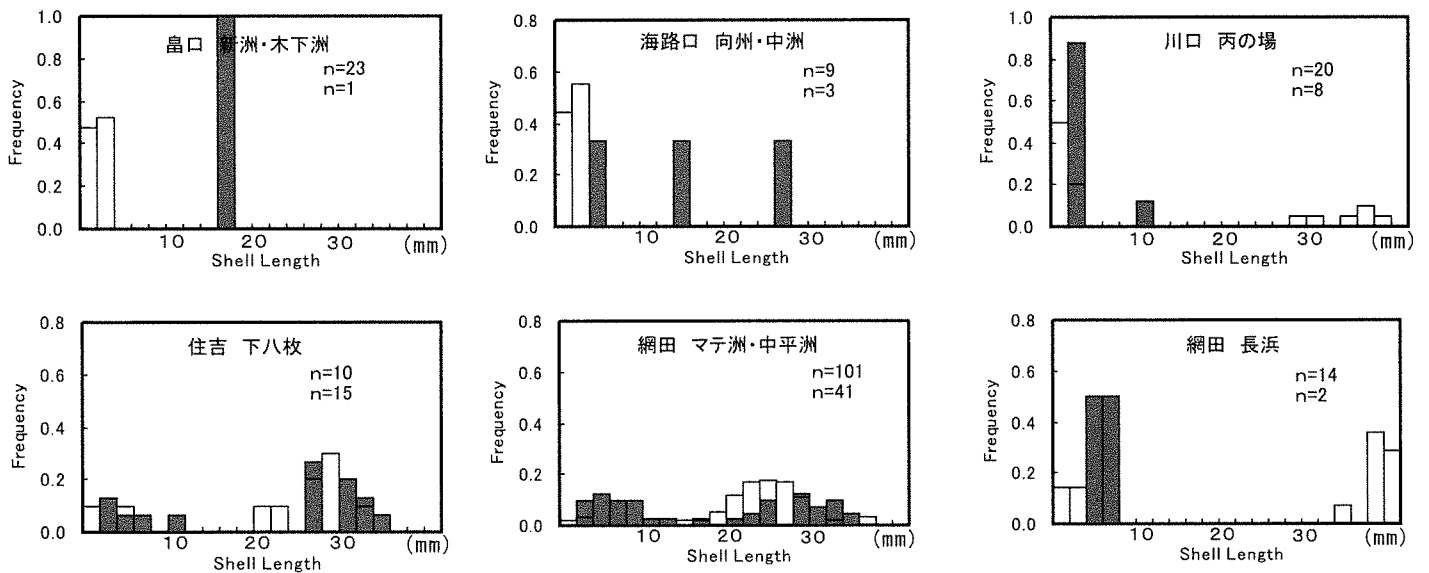 畠口 新洲・木下洲
n=23
n=1
Frequency
1.0
0.8
0.6
0.4
0.2
0.0
10 20 30 (mm)
Shell Length
海路口 向州・中洲
n=9
n=3
Frequency
0.8
0.6
0.4
0.2
0.0
10 20 30 (mm)
Shell Length
川口 丙の場
n=20
n=8
Frequency
1.0
0.8
0.6
0.4
0.2
0.0
10 20 30 (mm)
Shell Length
住吉 下八枚
n=10
n=15
Frequency
0.8
0.6
0.4
0.2
0.0
10 20 30 (mm)
Shell Length
網田 マテ洲・中平洲
n=101
n=41
Frequency
0.8
0.6
0.4
0.2
0.0
10 20 30 (mm)
Shell Length
網田 長浜
n=14
n=2
Frequency
0.8
0.6
0.4
0.2
0.0
10 20 30 (mm)
Shell Length